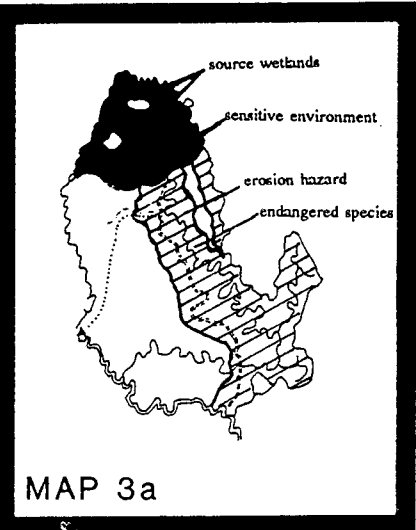 source wetlands
sensitive environment
erosion hazard
endangered species
MAP 3a